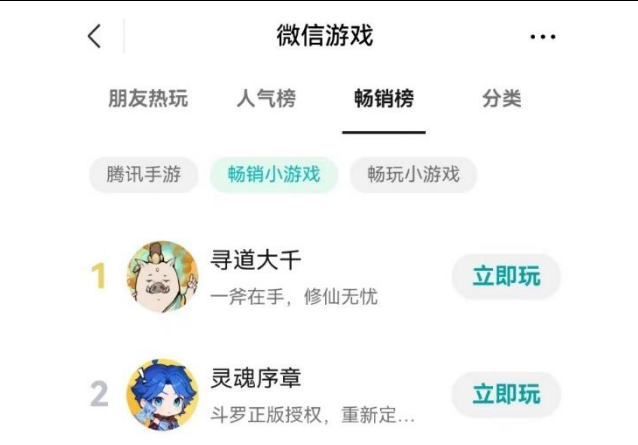 微信游戏
朋友热玩 人气榜 畅销榜 分类
腾讯手游 畅销小游戏 畅玩小游戏
1 寻道大千 立即玩
一斧在手，修仙无忧
2 灵魂序章 立即玩
斗罗正版授权，重新定...